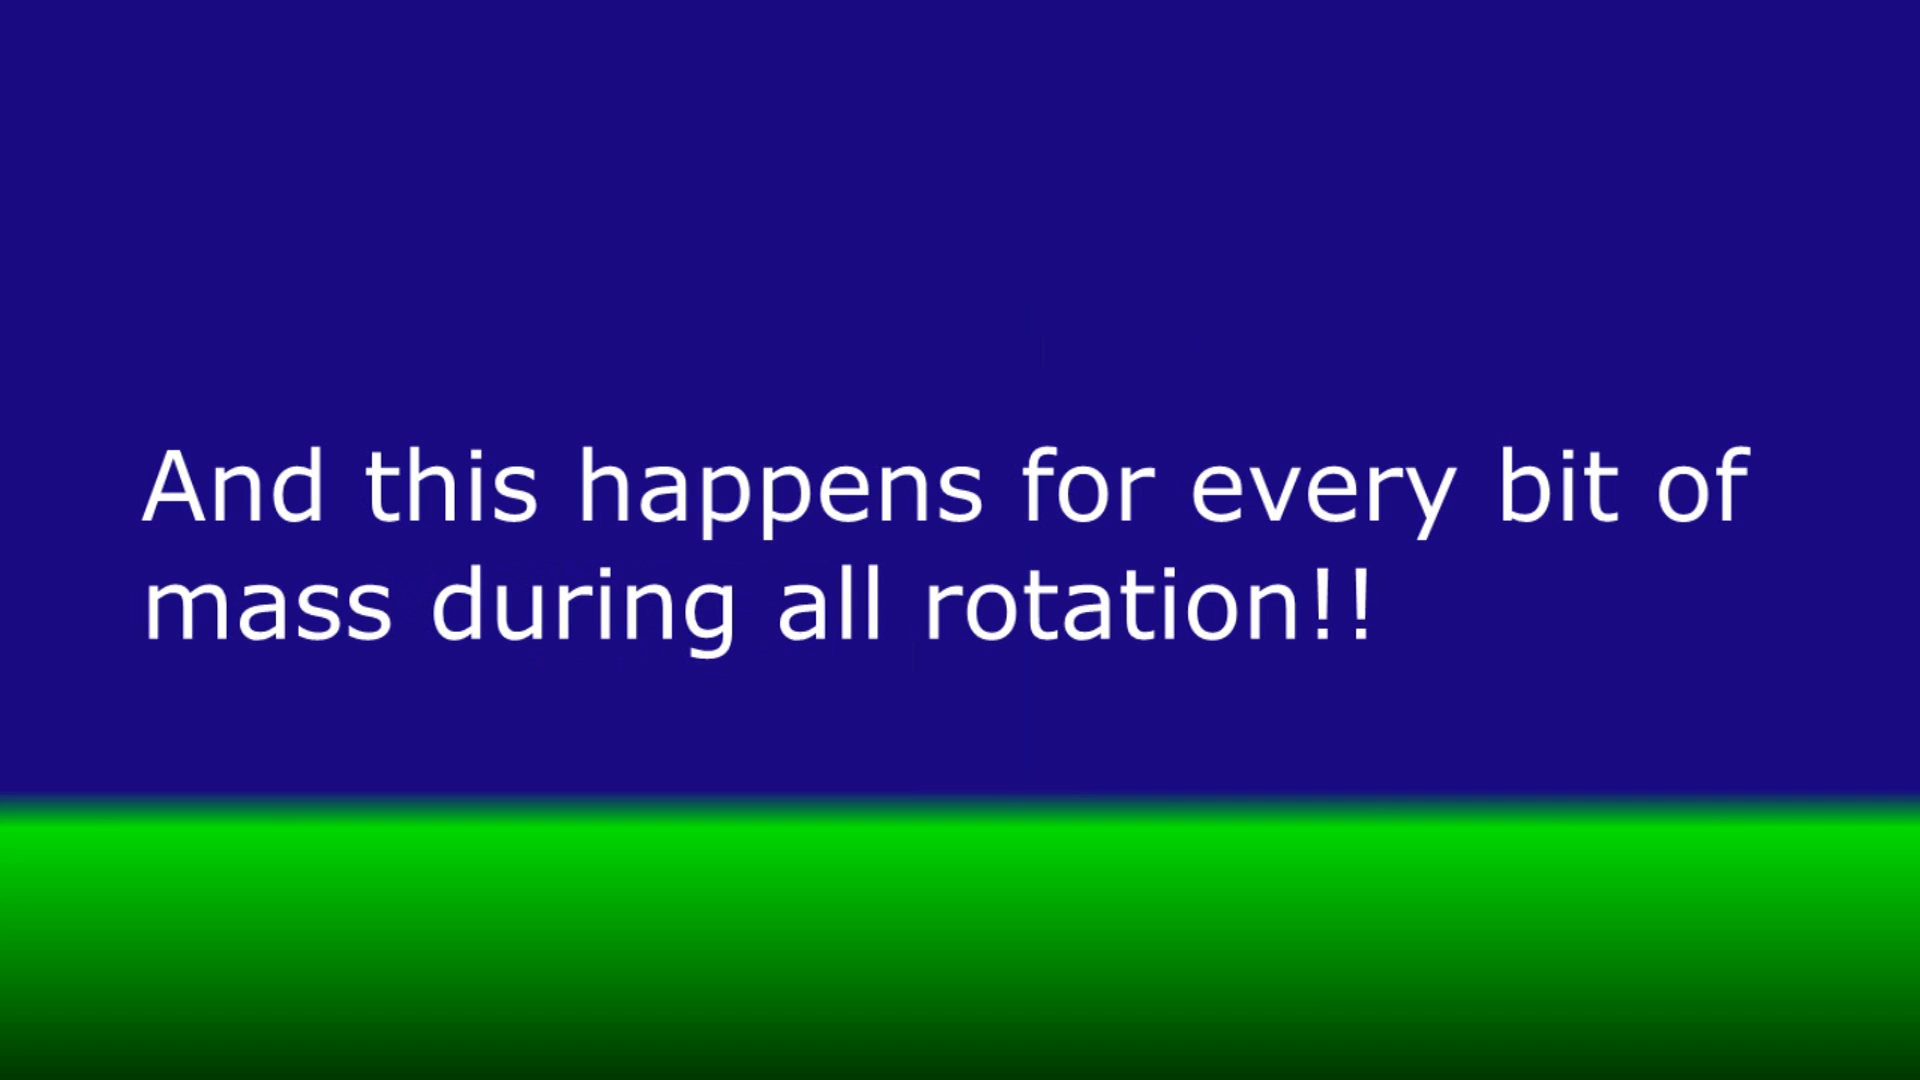 And this happens for every bit of
mass during all rotation!!